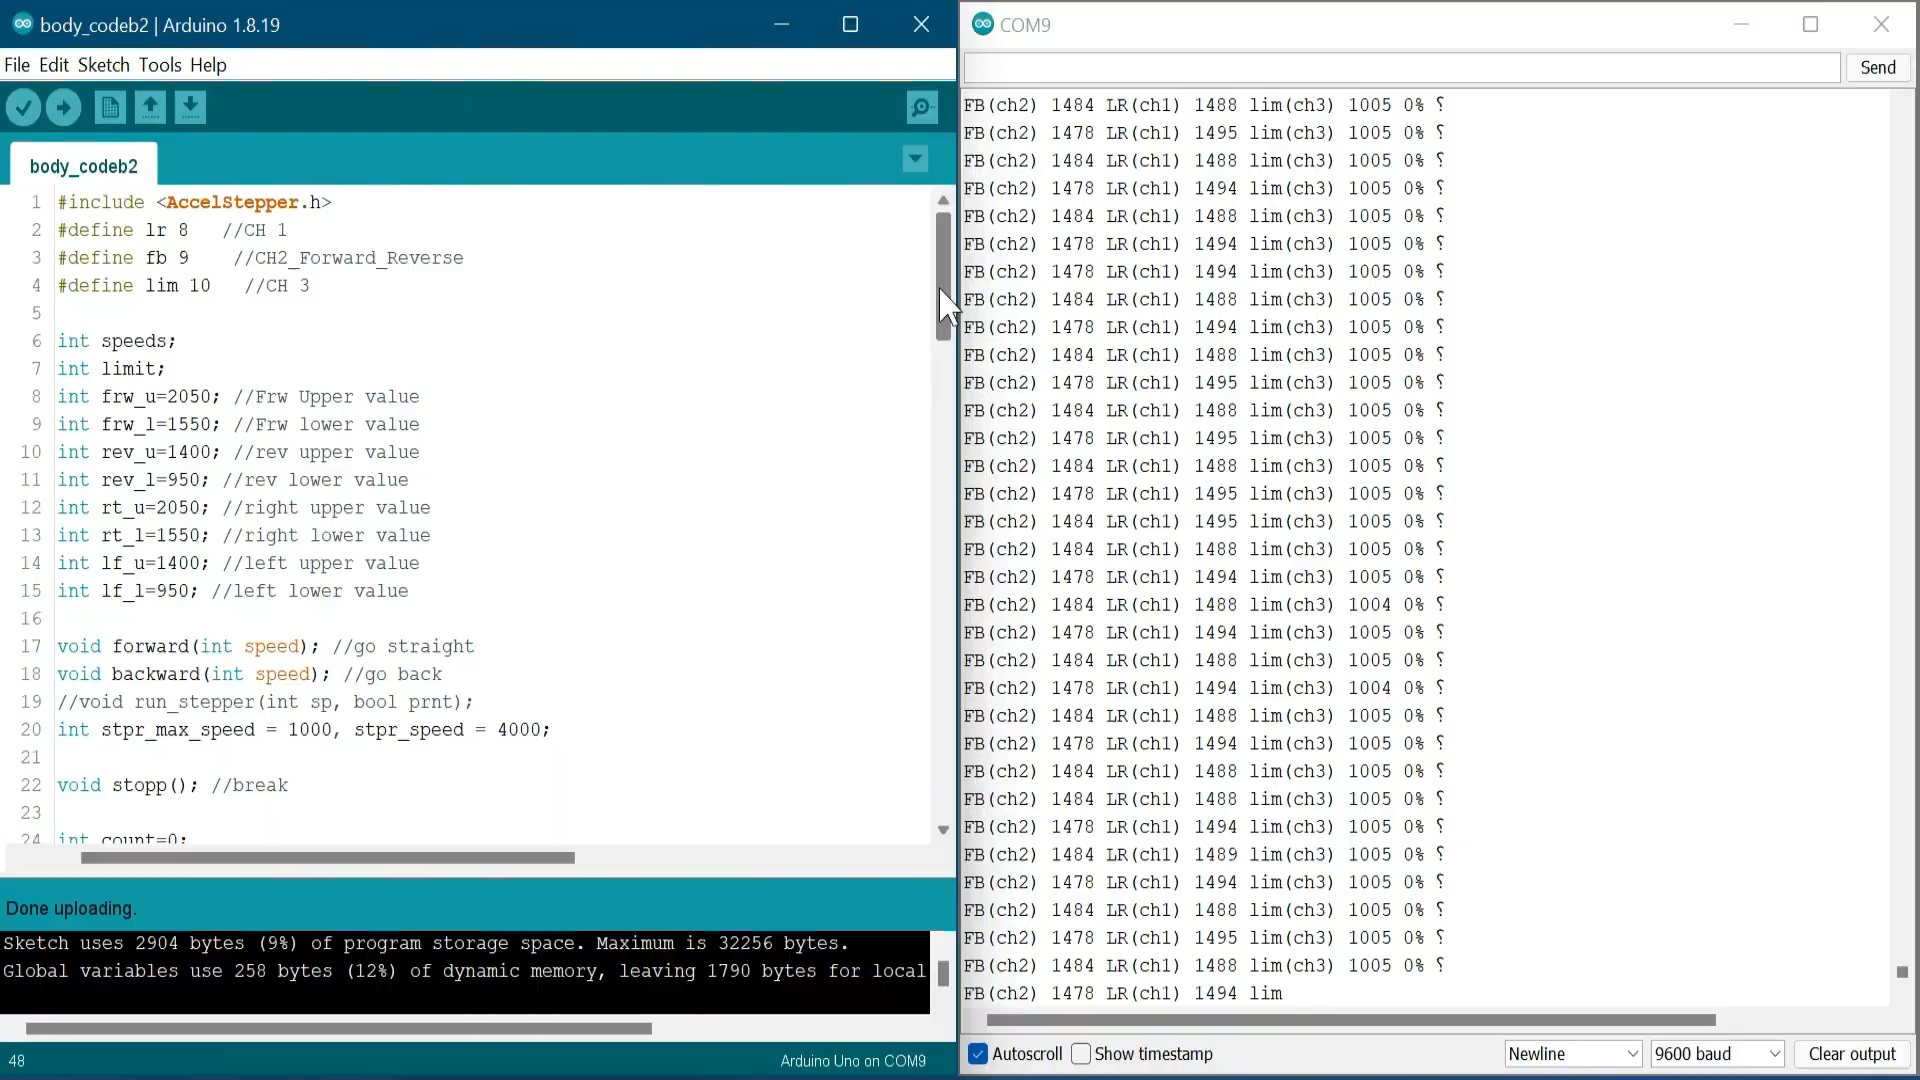 body_codeb2 | Arduino 1.8.19
File Edit Sketch Tools Help
body_codeb2
1 #include <AccelStepper.h>
2 #define lr 8 //CH 1
3 #define fb 9 //CH2_Forward_Reverse
4 #define lim 10 //CH 3
5
6 int speeds;
7 int limit;
8 int frw_u=2050; //Frw Upper value
9 int frw_l=1550; //Frw lower value
10 int rev_u=1400; //rev upper value
11 int rev_l=950; //rev lower value
12 int rt_u=2050; //right upper value
13 int rt_l=1550; //right lower value
14 int lf_u=1400; //left upper value
15 int lf_l=950; //left lower value
16
17 void forward(int speed); //go straight
18 void backward(int speed); //go back
19 //void run_stepper(int sp, bool prnt);
20 int stpr_max_speed = 1000, stpr_speed = 4000;
21
22 void stopp(); //break
23
24 int count=0;
Done uploading.
Sketch uses 2904 bytes (9%) of program storage space. Maximum is 32256 bytes.
Global variables use 258 bytes (12%) of dynamic memory, leaving 1790 bytes for local
48
Arduino Uno on COM9
COM9
Send
FB(ch2) 1484 LR(ch1) 1488 lim(ch3) 1005 0% ⸮
FB(ch2) 1478 LR(ch1) 1495 lim(ch3) 1005 0% ⸮
FB(ch2) 1484 LR(ch1) 1488 lim(ch3) 1005 0% ⸮
FB(ch2) 1478 LR(ch1) 1494 lim(ch3) 1005 0% ⸮
FB(ch2) 1484 LR(ch1) 1488 lim(ch3) 1005 0% ⸮
FB(ch2) 1478 LR(ch1) 1494 lim(ch3) 1005 0% ⸮
FB(ch2) 1478 LR(ch1) 1494 lim(ch3) 1005 0% ⸮
FB(ch2) 1484 LR(ch1) 1488 lim(ch3) 1005 0% ⸮
FB(ch2) 1478 LR(ch1) 1494 lim(ch3) 1005 0% ⸮
FB(ch2) 1484 LR(ch1) 1488 lim(ch3) 1005 0% ⸮
FB(ch2) 1478 LR(ch1) 1495 lim(ch3) 1005 0% ⸮
FB(ch2) 1484 LR(ch1) 1488 lim(ch3) 1005 0% ⸮
FB(ch2) 1478 LR(ch1) 1495 lim(ch3) 1005 0% ⸮
FB(ch2) 1484 LR(ch1) 1488 lim(ch3) 1005 0% ⸮
FB(ch2) 1478 LR(ch1) 1495 lim(ch3) 1005 0% ⸮
FB(ch2) 1484 LR(ch1) 1495 lim(ch3) 1005 0% ⸮
FB(ch2) 1484 LR(ch1) 1488 lim(ch3) 1005 0% ⸮
FB(ch2) 1478 LR(ch1) 1494 lim(ch3) 1005 0% ⸮
FB(ch2) 1484 LR(ch1) 1488 lim(ch3) 1004 0% ⸮
FB(ch2) 1478 LR(ch1) 1494 lim(ch3) 1005 0% ⸮
FB(ch2) 1484 LR(ch1) 1488 lim(ch3) 1005 0% ⸮
FB(ch2) 1478 LR(ch1) 1494 lim(ch3) 1004 0% ⸮
FB(ch2) 1484 LR(ch1) 1488 lim(ch3) 1005 0% ⸮
FB(ch2) 1478 LR(ch1) 1494 lim(ch3) 1005 0% ⸮
FB(ch2) 1484 LR(ch1) 1488 lim(ch3) 1005 0% ⸮
FB(ch2) 1484 LR(ch1) 1488 lim(ch3) 1005 0% ⸮
FB(ch2) 1478 LR(ch1) 1494 lim(ch3) 1005 0% ⸮
FB(ch2) 1484 LR(ch1) 1489 lim(ch3) 1005 0% ⸮
FB(ch2) 1478 LR(ch1) 1494 lim(ch3) 1005 0% ⸮
FB(ch2) 1484 LR(ch1) 1488 lim(ch3) 1005 0% ⸮
FB(ch2) 1478 LR(ch1) 1495 lim(ch3) 1005 0% ⸮
FB(ch2) 1484 LR(ch1) 1488 lim(ch3) 1005 0% ⸮
FB(ch2) 1478 LR(ch1) 1494 lim
Autoscroll Show timestamp
Newline
9600 baud
Clear output